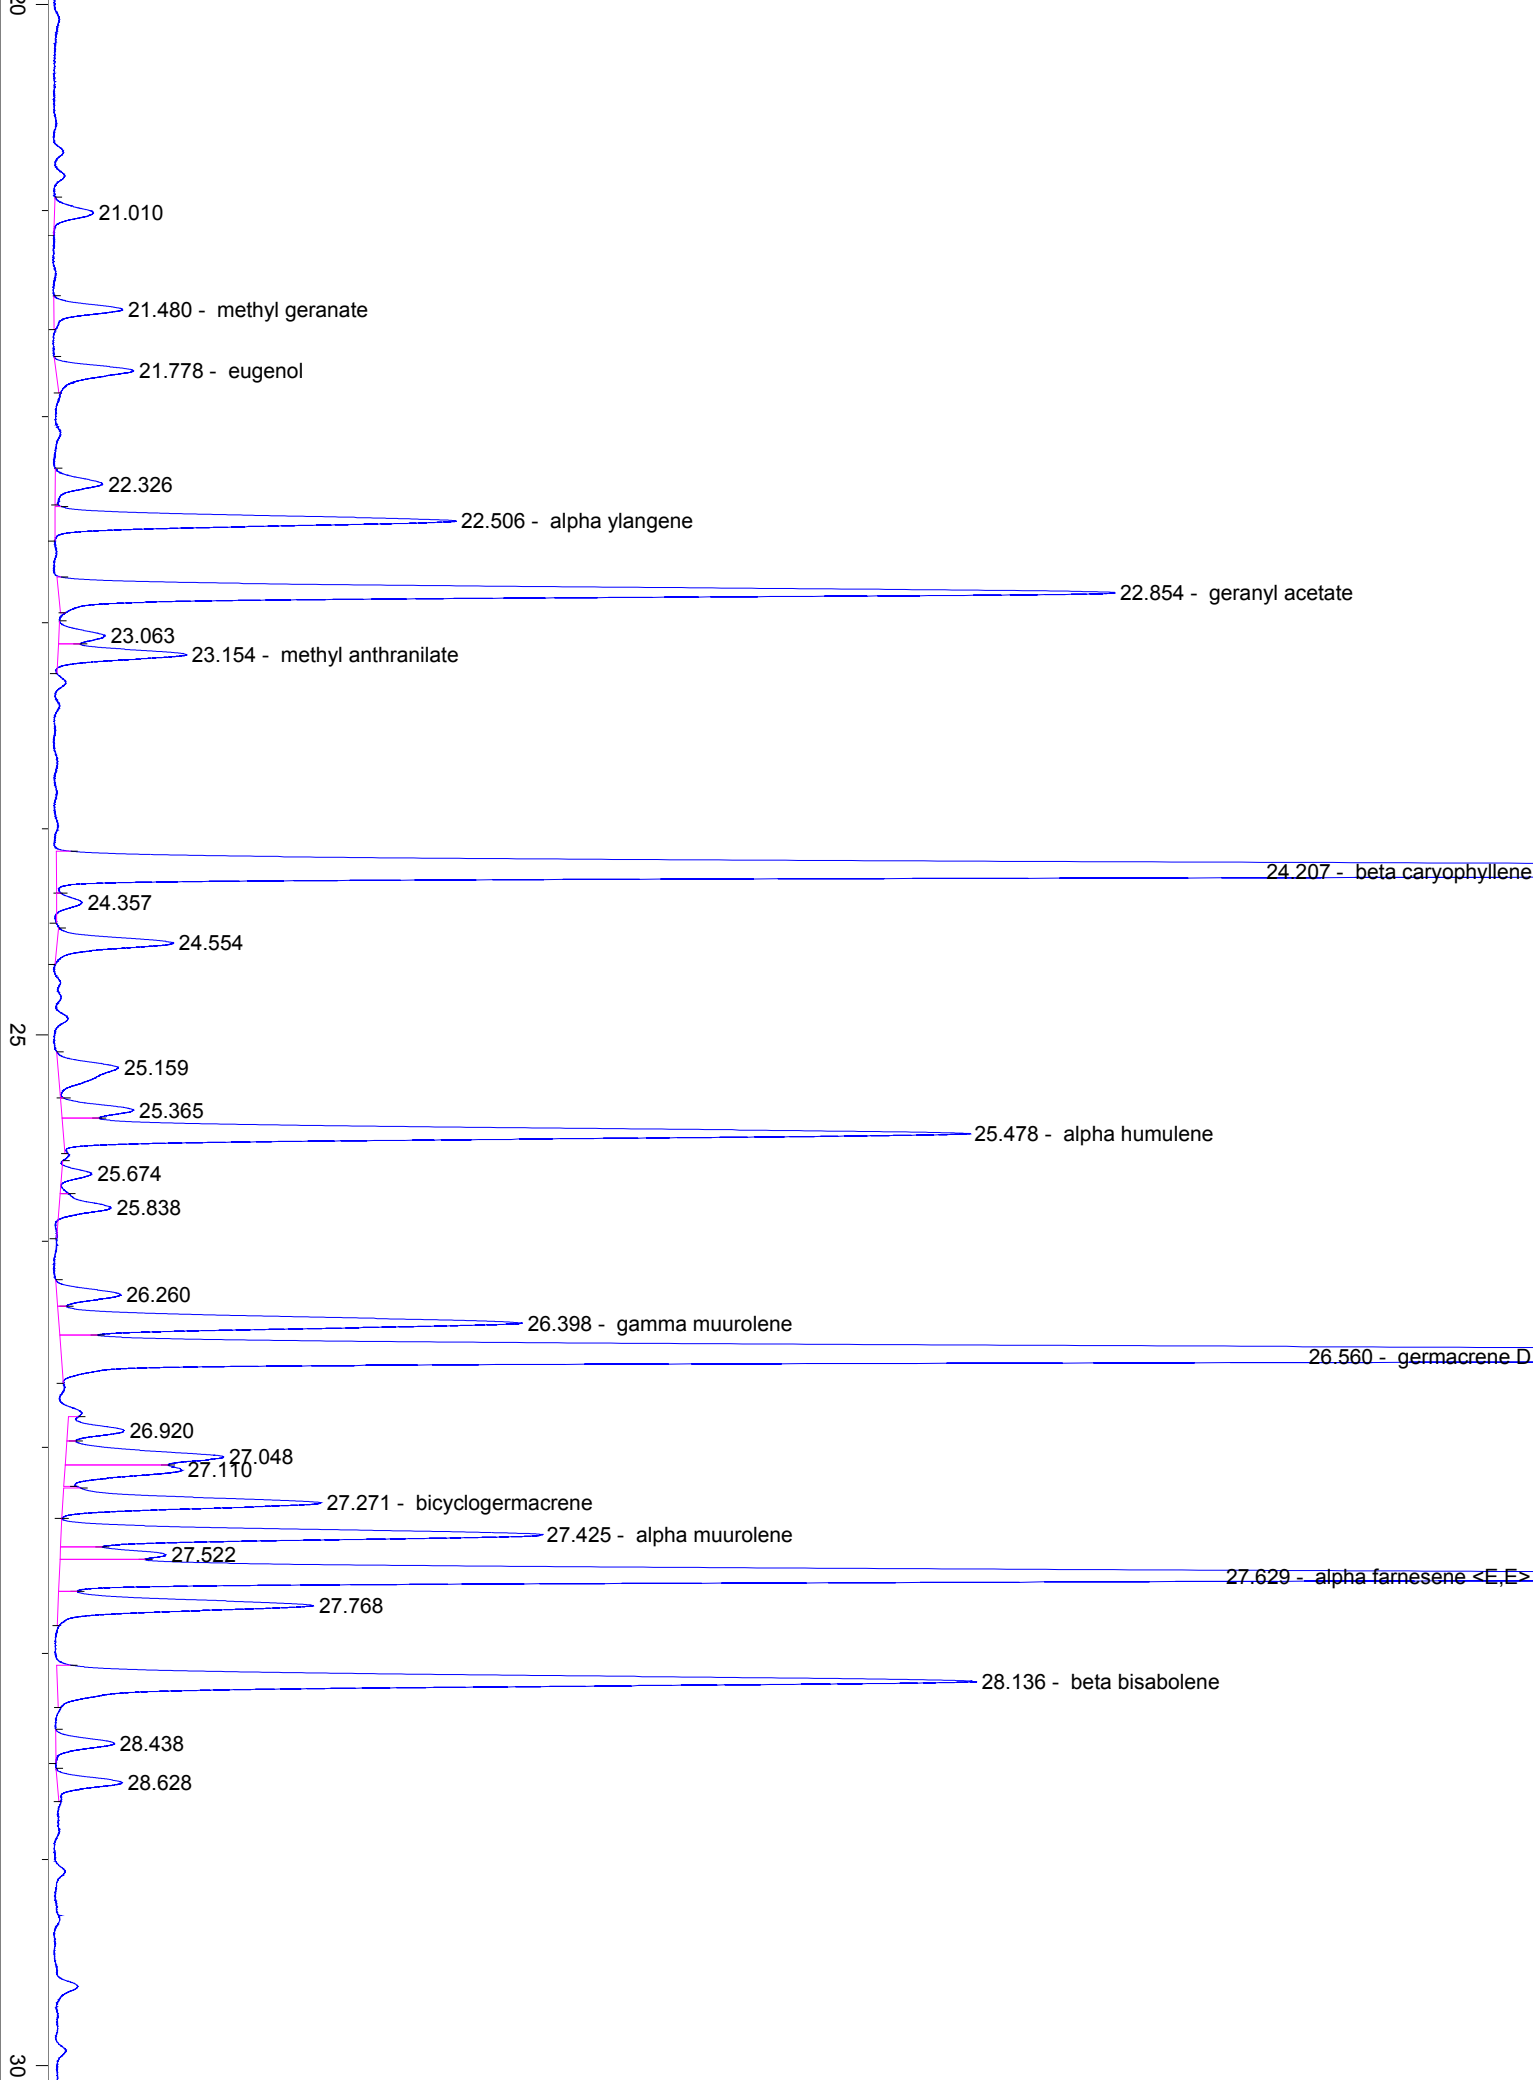 20
21.010
21.480 - methyl geranate
21.778 - eugenol
22.326
22.506 - alpha ylangene
22.854 - geranyl acetate
23.063
23.154 - methyl anthranilate
24.207 - beta caryophyllene
24.357
24.554
25
25.159
25.365
25.478 - alpha humulene
25.674
25.838
26.260
26.398 - gamma muurolene
26.560 - germacrene D
26.920
27.048
27.110
27.271 - bicyclogermacrene
27.425 - alpha muurolene
27.522
27.629 - alpha farnesene <E,E>
27.768
28.136 - beta bisabolene
28.438
28.628
30